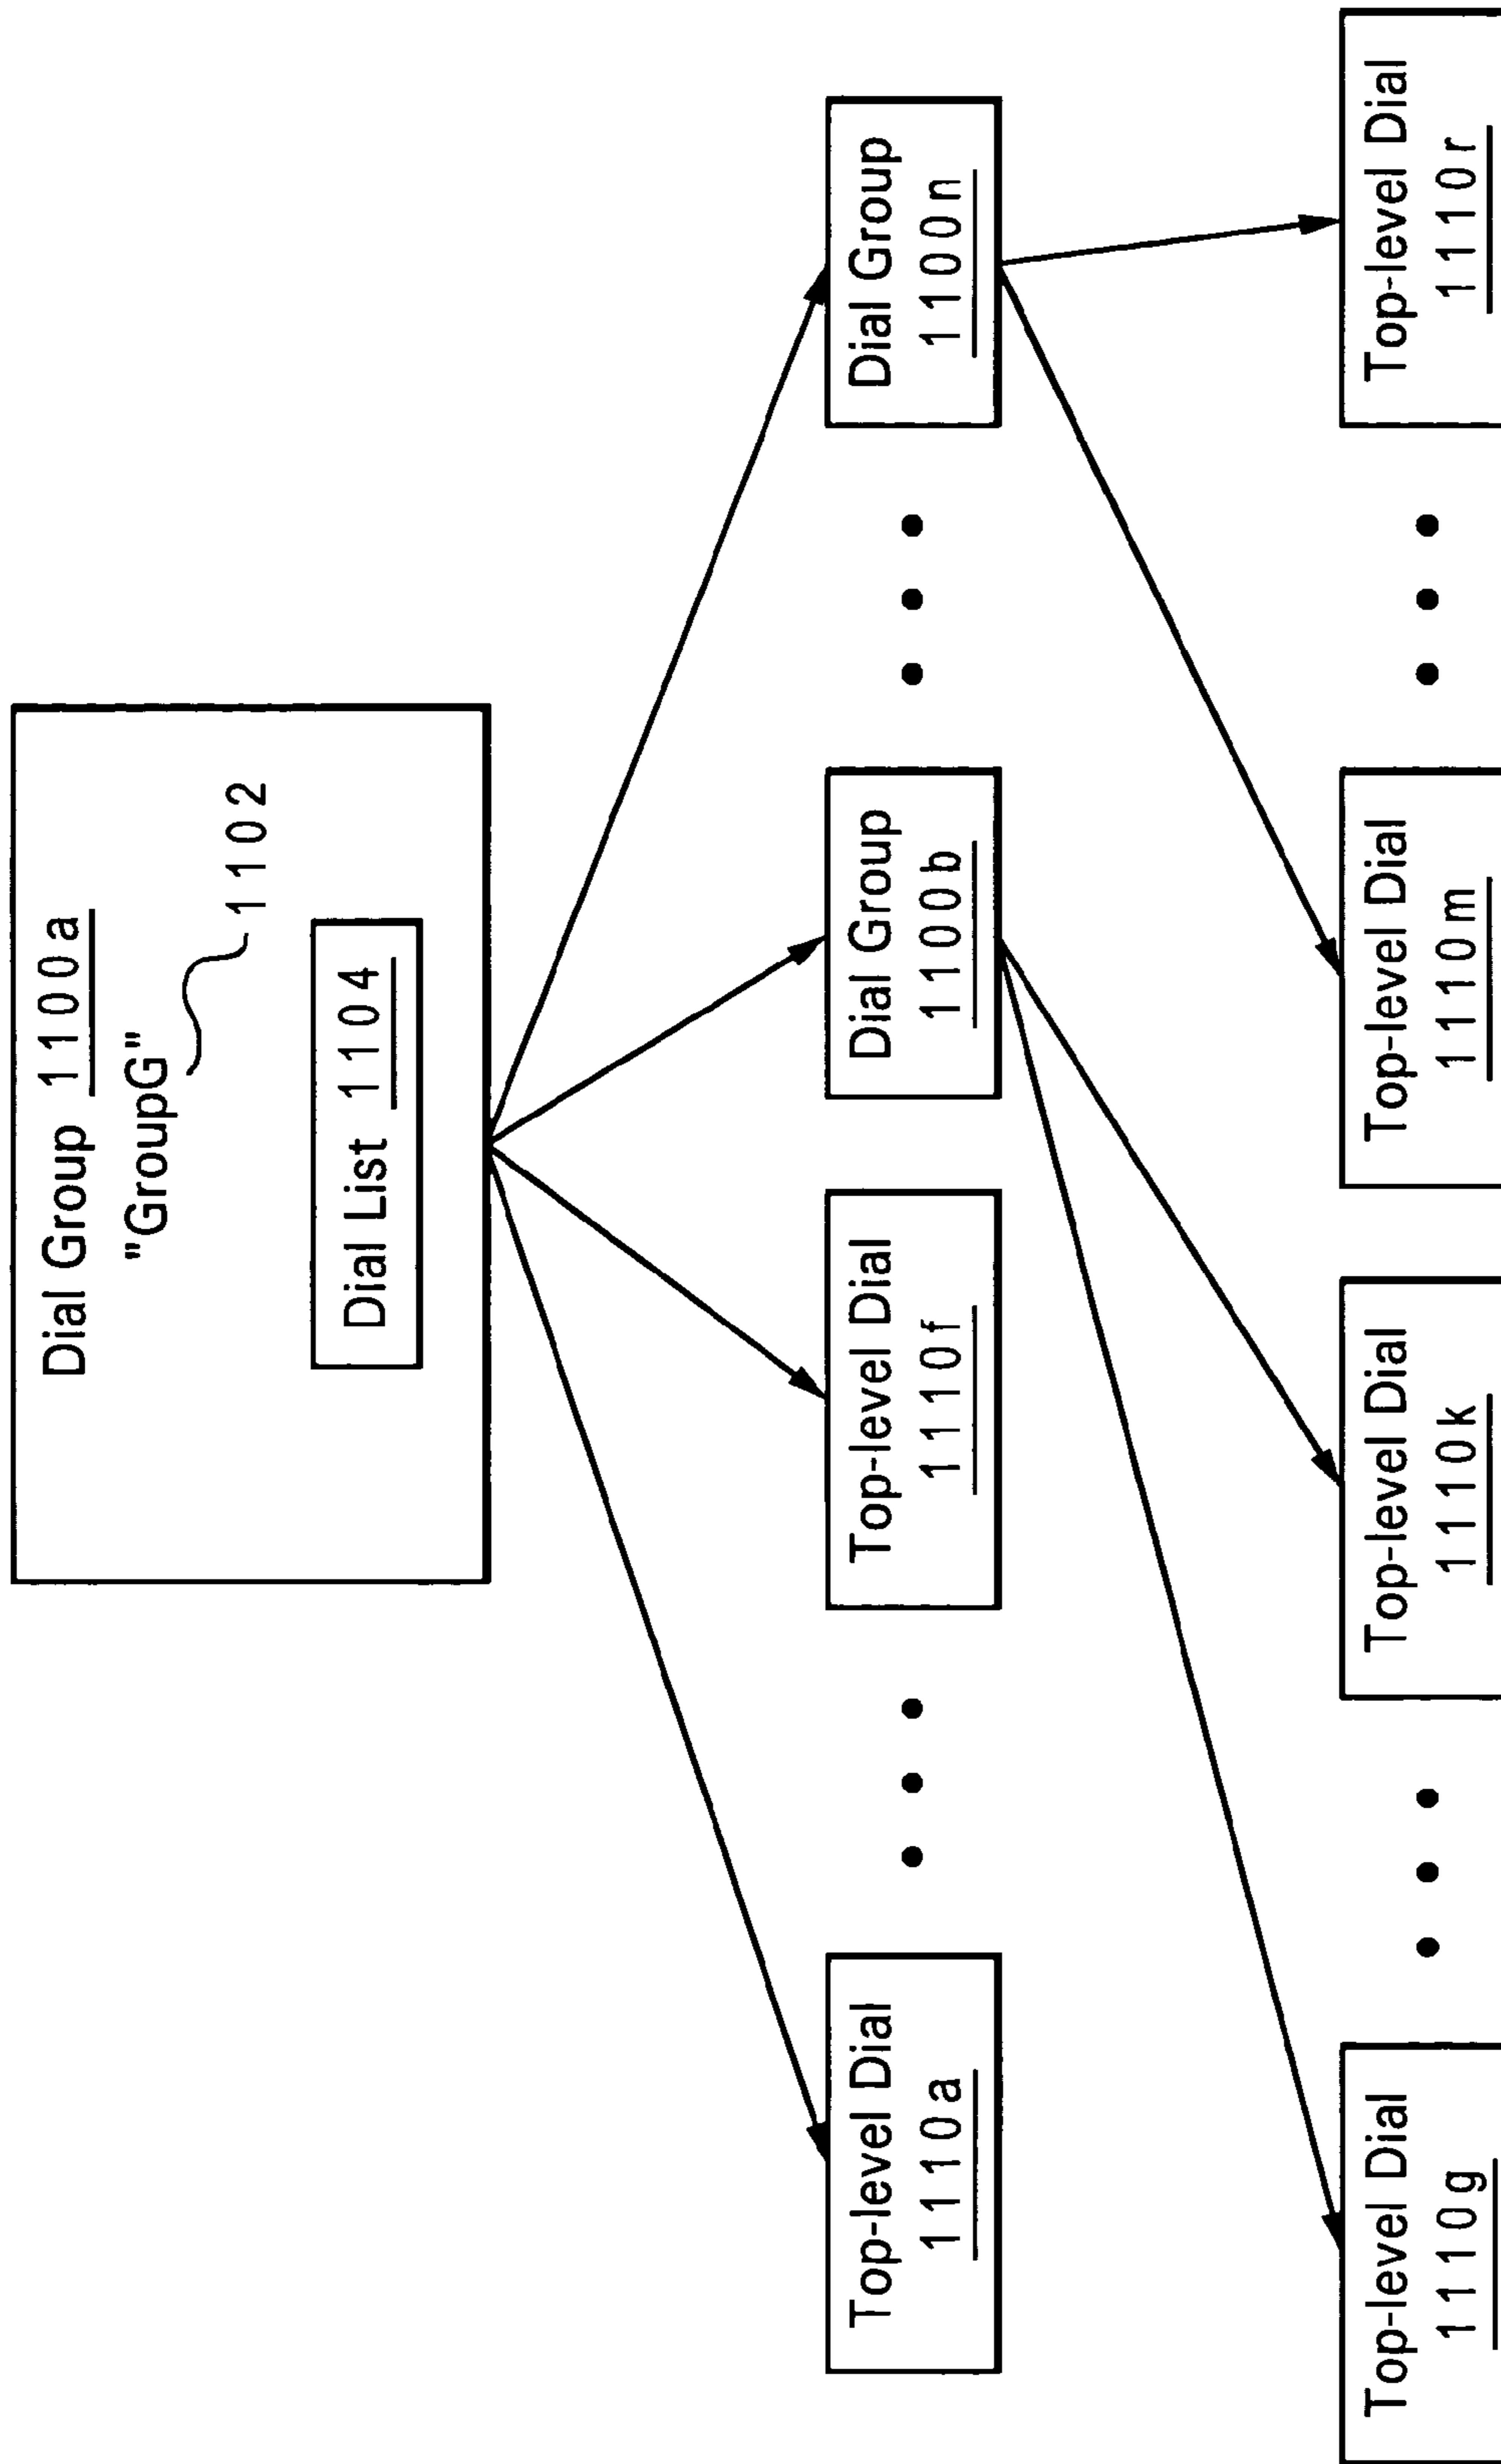 Dial Group 1100a
"GroupG"
1102
Dial List 1104
Top-level Dial
1110a
Top-level Dial
1110f
Dial Group
1100b
Dial Group
1100n
Top-level Dial
1110g
Top-level Dial
1110k
Top-level Dial
1110m
Top-level Dial
1110r